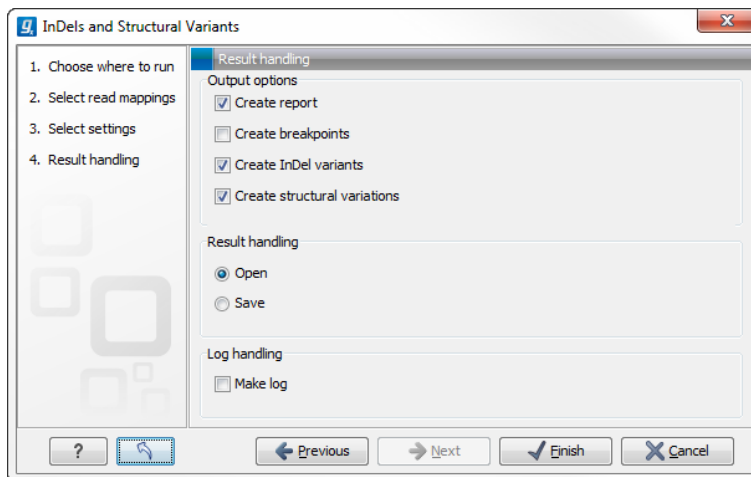 InDels and Structural Variants
1. Choose where to run
2. Select read mappings
3. Select settings
4. Result handling
Result handling
Output options
Create report
Create breakpoints
Create InDel variants
Create structural variations
Result handling
Open
Save
Log handling
Make log
?
Previous
Next
Finish
Cancel